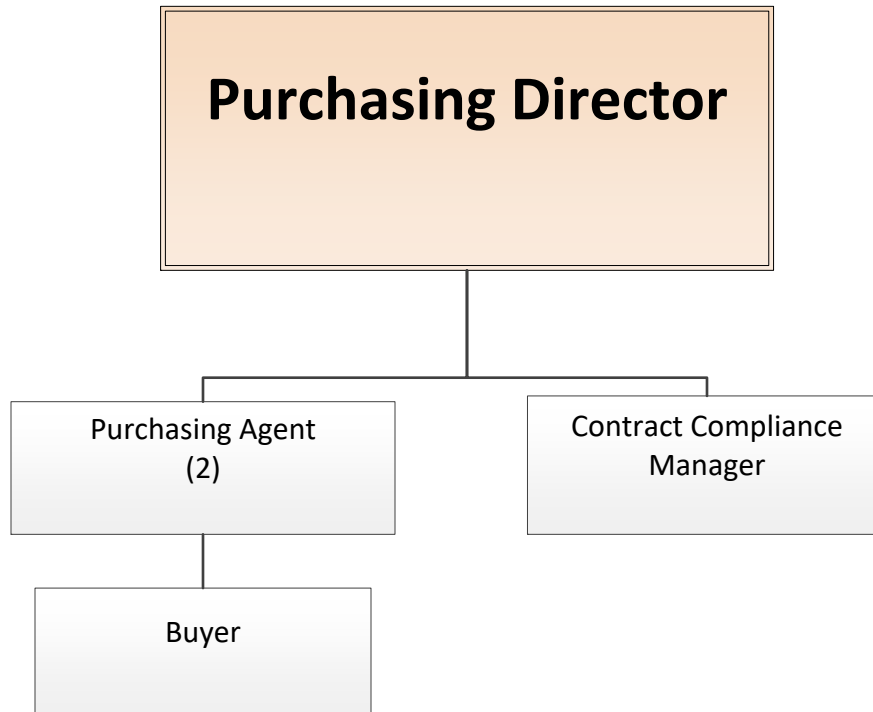 Purchasing Director
Purchasing Agent
(2)
Contract Compliance
Manager
Buyer